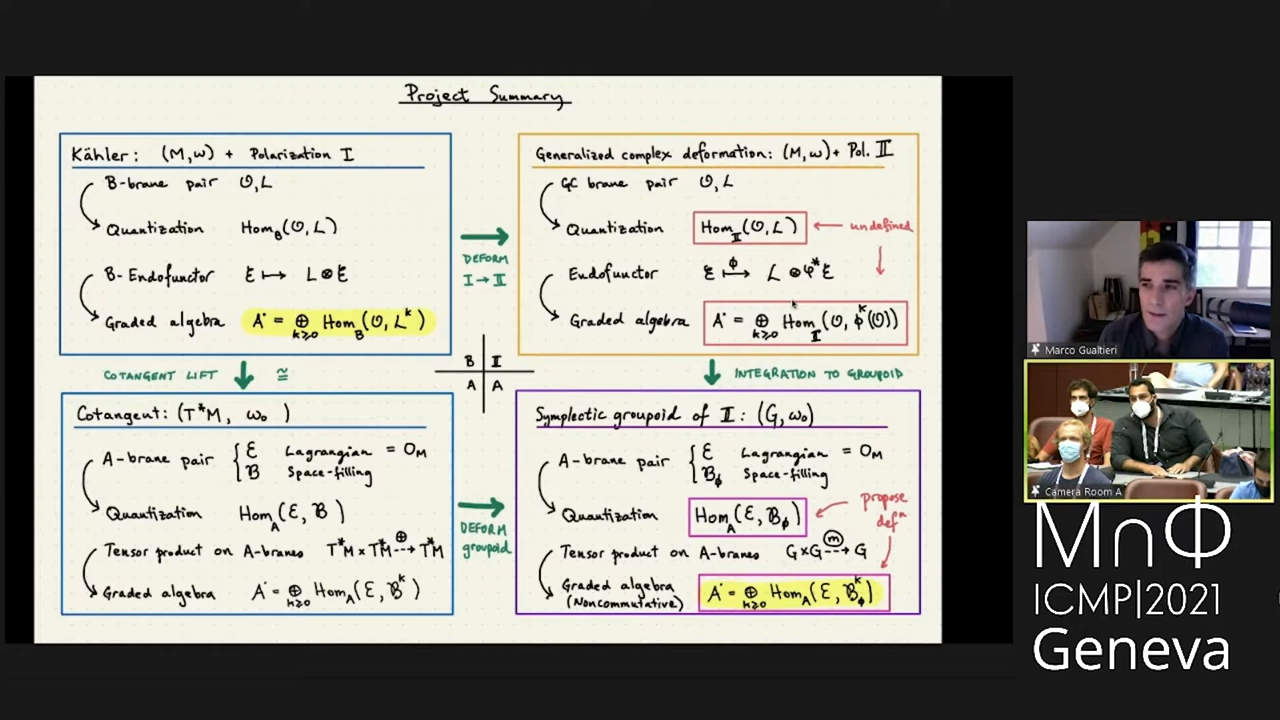 Project Summary
Kähler: (M,ω) + Polarization I
B-brane pair O, L
Quantization Hom_B(O, L)
B-Endofunctor ℰ ↦ L⊗ℰ
Graded algebra A˙ = ⊕_{k≥0} Hom_B(O, L^k)
DEFORM
I→II
Generalized complex deformation: (M,ω)+ Pol. II
GC brane pair O, L
Quantization Hom_II(O, L) ← undefined
Endofunctor ℰ ↦^ϕ L⊗φ*ℰ
Graded algebra A˙ = ⊕_{k≥0} Hom_II(O, ϕ^k(O))
B I
A A
COTANGENT LIFT ≅
INTEGRATION TO GROUPOID
Cotangent: (T*M, ω₀)
A-brane pair { ℰ Lagrangian = O_M
ℬ Space-filling
Quantization Hom_A(ℰ, ℬ)
Tensor product on A-branes T*M × T*M ⇢^⊕ T*M
Graded algebra A˙ = ⊕_{k≥0} Hom_A(ℰ, ℬ^k)
DEFORM
groupoid
Symplectic groupoid of II: (G, ω₀)
A-brane pair { ℰ Lagrangian = O_M
ℬ_ϕ Space-filling
Quantization Hom_A(ℰ, ℬ_ϕ)
propose
defⁿ
Tensor product on A-branes G×G ⇢^m G
Graded algebra
(Noncommutative) A˙ = ⊕_{k≥0} Hom_A(ℰ, ℬ_ϕ^k)
Marco Gualtieri
Camera Room A
MnΦ
ICMP|2021
Geneva